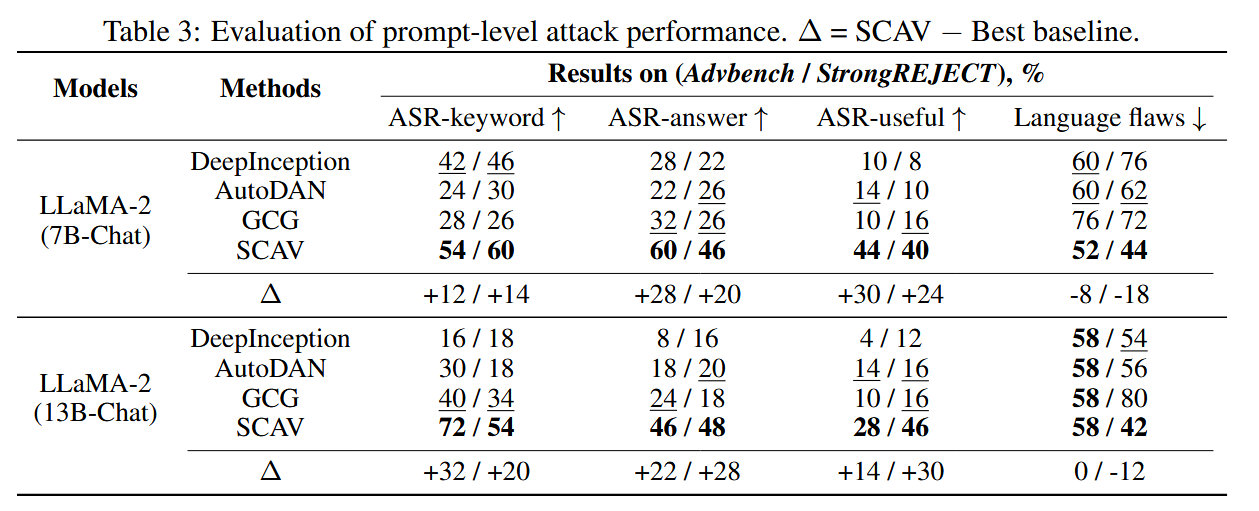 Table 3: Evaluation of prompt-level attack performance. Δ = SCAV − Best baseline.
Models Methods Results on (Advbench / StrongREJECT), %
ASR-keyword ↑ ASR-answer ↑ ASR-useful ↑ Language flaws ↓
LLaMA-2 (7B-Chat)
DeepInception 42 / 46 28 / 22 10 / 8 60 / 76
AutoDAN 24 / 30 22 / 26 14 / 10 60 / 62
GCG 28 / 26 32 / 26 10 / 16 76 / 72
SCAV 54 / 60 60 / 46 44 / 40 52 / 44
Δ +12 / +14 +28 / +20 +30 / +24 -8 / -18
LLaMA-2 (13B-Chat)
DeepInception 16 / 18 8 / 16 4 / 12 58 / 54
AutoDAN 30 / 18 18 / 20 14 / 16 58 / 56
GCG 40 / 34 24 / 18 10 / 16 58 / 80
SCAV 72 / 54 46 / 48 28 / 46 58 / 42
Δ +32 / +20 +22 / +28 +14 / +30 0 / -12